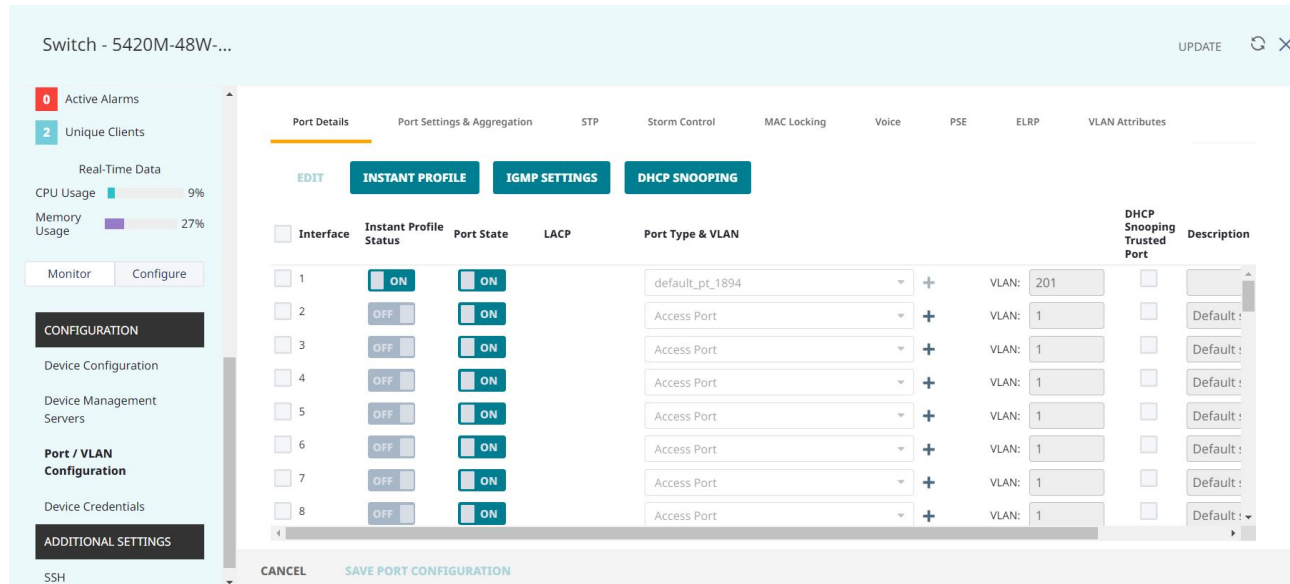 Switch - 5420M-48W-...
UPDATE
0 Active Alarms
2 Unique Clients
Real-Time Data
CPU Usage 9%
Memory Usage 27%
Monitor Configure
CONFIGURATION
Device Configuration
Device Management
Servers
Port / VLAN
Configuration
Device Credentials
ADDITIONAL SETTINGS
SSH
Port Details Port Settings & Aggregation STP Storm Control MAC Locking Voice PSE ELRP VLAN Attributes
EDIT INSTANT PROFILE IGMP SETTINGS DHCP SNOOPING
Interface Instant Profile Status Port State LACP Port Type & VLAN DHCP Snooping Trusted Port Description
1 ON ON default_pt_1894 + VLAN: 201
2 OFF ON Access Port + VLAN: 1 Default s
3 OFF ON Access Port + VLAN: 1 Default s
4 OFF ON Access Port + VLAN: 1 Default s
5 OFF ON Access Port + VLAN: 1 Default s
6 OFF ON Access Port + VLAN: 1 Default s
7 OFF ON Access Port + VLAN: 1 Default s
8 OFF ON Access Port + VLAN: 1 Default s
CANCEL SAVE PORT CONFIGURATION